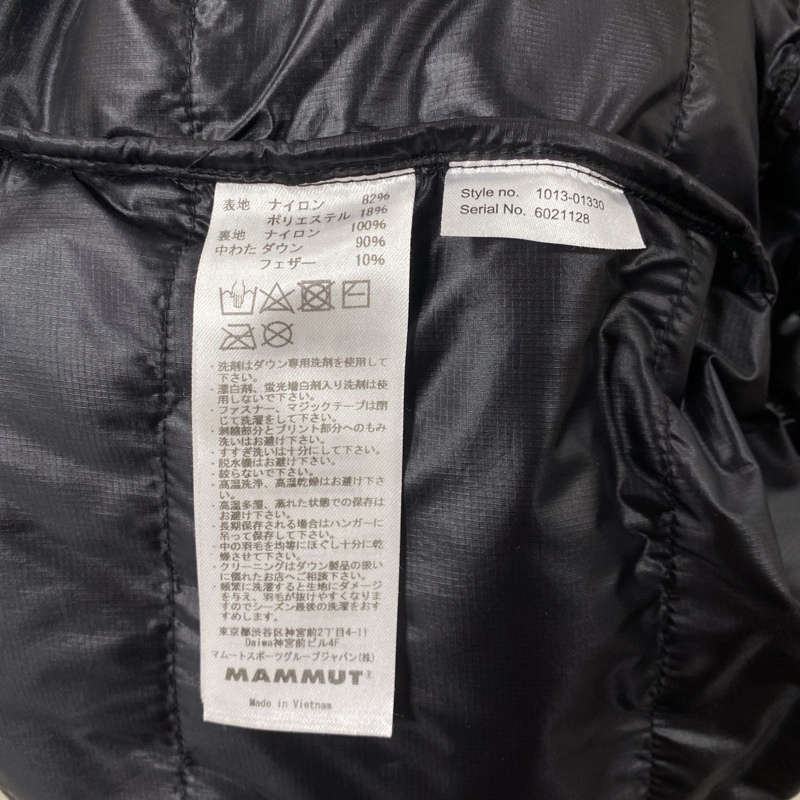 表地 ナイロン 82%
ポリエステル 18%
裏地 ナイロン 100%
中わた ダウン 90%
フェザー 10%
・洗剤はダウン専用洗剤を使用して
下さい。
・漂白剤、蛍光増白剤入り洗剤は使
用しないで下さい。
・ファスナー、マジックテープは閉
じて洗濯をして下さい。
・刺繍部分とプリント部分へのもみ
洗いはお避け下さい。
・すすぎ洗いは十分にして下さい。
・脱水機はお避け下さい。
・絞らないで下さい。
・高温洗浄、高温乾燥はお避け下さ
い。
・高温多湿、濡れた状態での保存は
お避け下さい。
・長期保存される場合はハンガーに
吊って保存して下さい。
・中の羽毛を均等にほぐし十分に乾
燥させて下さい。
・クリーニングはダウン製品の扱い
に慣れたお店へご相談下さい。
・頻繁に洗濯すると生地にダメージ
を与え、羽毛が抜けやすくなりま
すのでシーズン最後の洗濯をおす
すめします。
東京都渋谷区神宮前2丁目4-11
Daiwa神宮前ビル4F
マムートスポーツグループジャパン(株)
MAMMUT
Made in Vietnam
Style no. 1013-01330
Serial No. 6021128